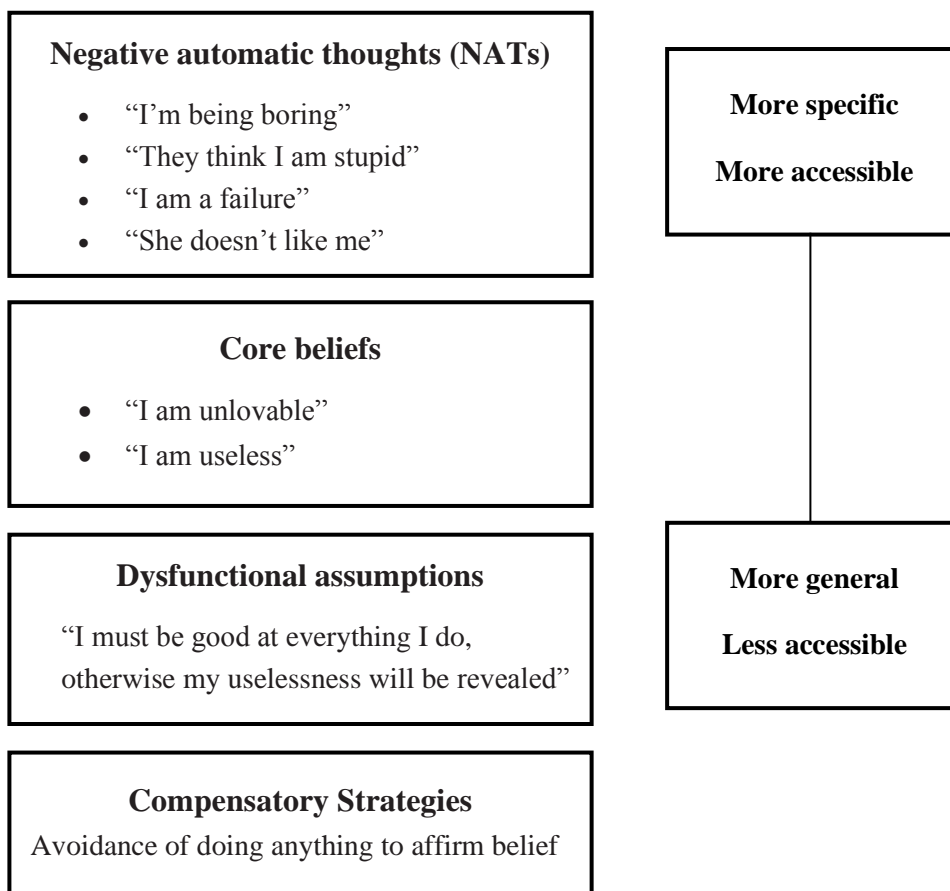 Negative automatic thoughts (NATs)
• “I’m being boring”
• “They think I am stupid”
• “I am a failure”
• “She doesn’t like me”
Core beliefs
• “I am unlovable”
• “I am useless”
Dysfunctional assumptions
“I must be good at everything I do,
otherwise my uselessness will be revealed”
Compensatory Strategies
Avoidance of doing anything to affirm belief
More specific
More accessible
More general
Less accessible